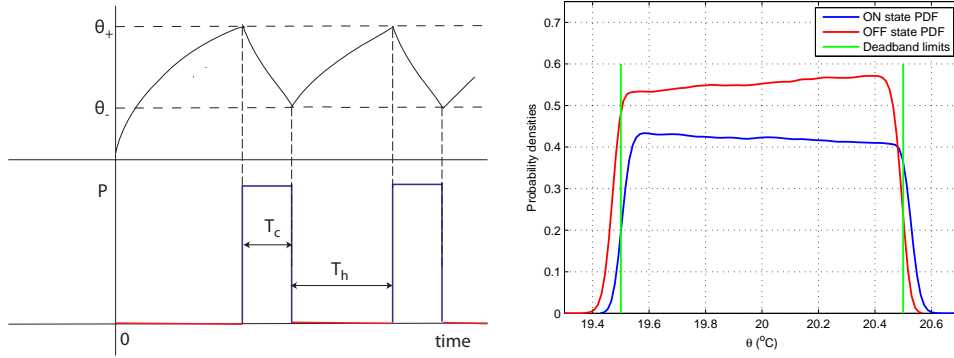 θ+
θ-
P
Tc
Th
0
time
ON state PDF
OFF state PDF
Deadband limits
Probability densities
0.7
0.6
0.5
0.4
0.3
0.2
0.1
0
19.4 19.6 19.8 20 20.2 20.4 20.6
θ (oC)